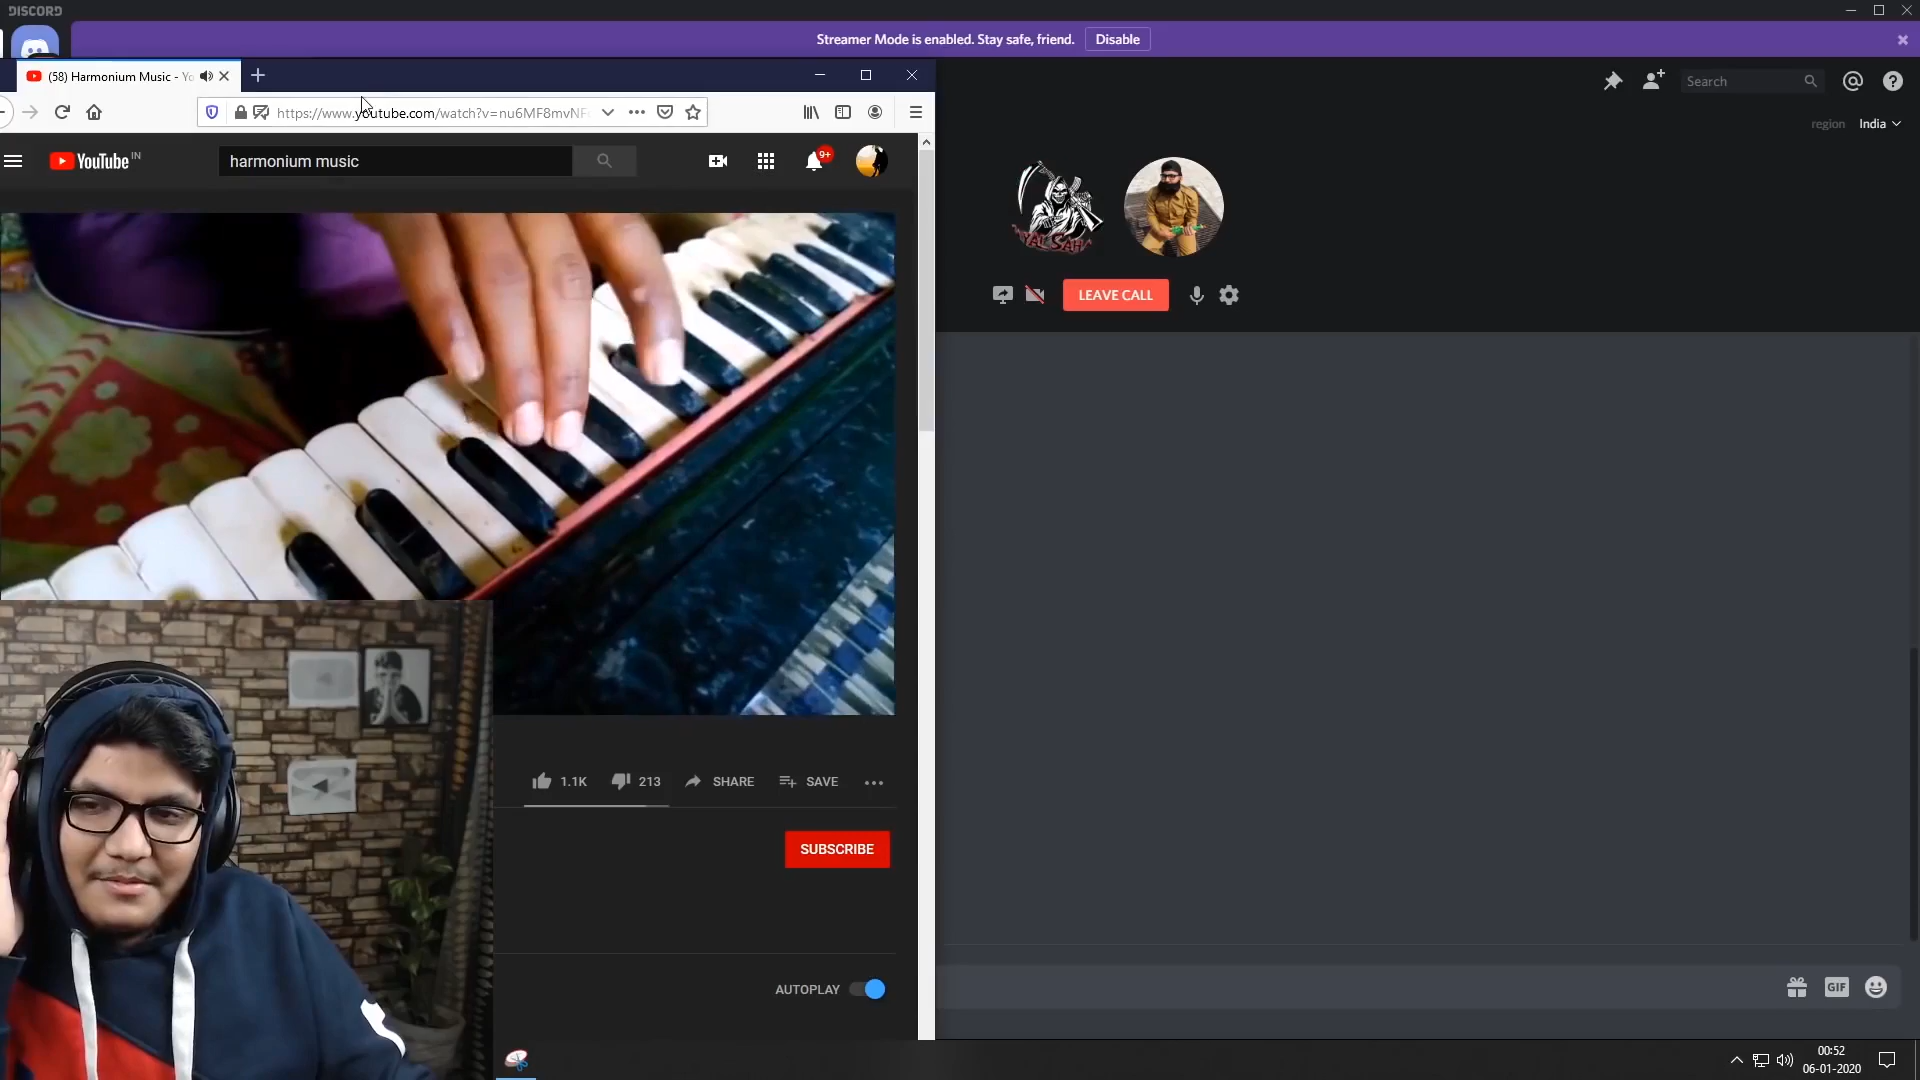 DISCORD
Streamer Mode is enabled. Stay safe, friend.
Disable
(58) Harmonium Music - Yo
https://www.youtube.com/watch?v=nu6MF8mvNF
Search
region
India
YouTube IN
harmonium music
9+
LEAVE CALL
1.1K
213
SHARE
SAVE
SUBSCRIBE
AUTOPLAY
GIF
00:52
06-01-2020